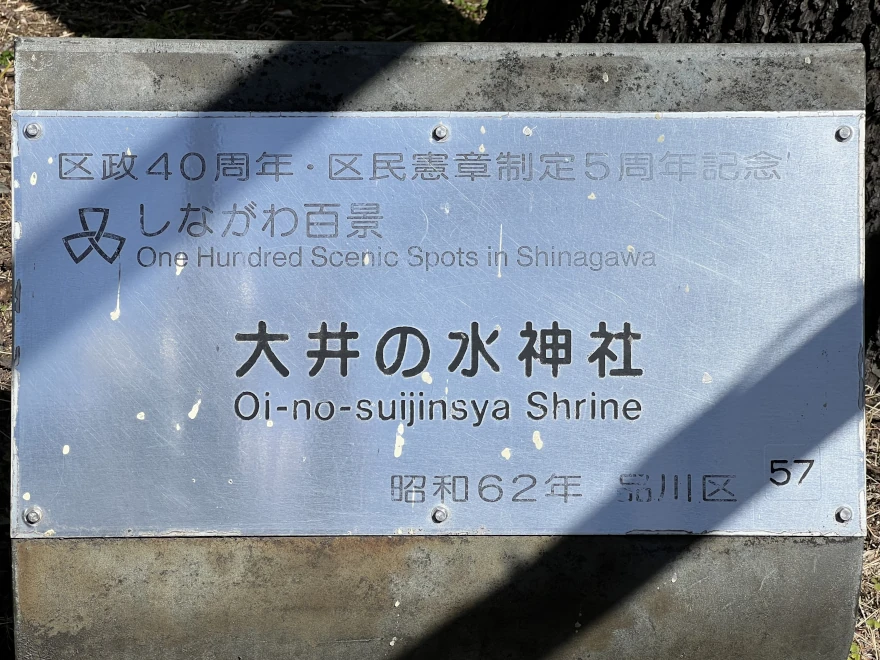 区政40周年・区民憲章制定5周年記念
しながわ百景
One Hundred Scenic Spots in Shinagawa
大井の水神社
Oi-no-suijinsya Shrine
昭和62年 品川区 57